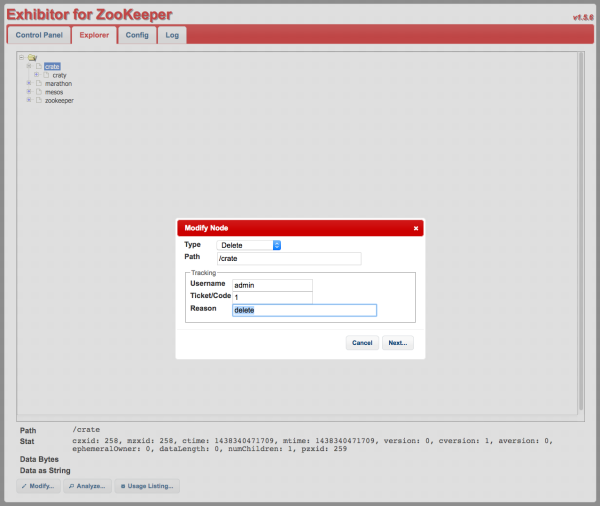 Exhibitor for ZooKeeper
v1.5.6
Control Panel
Explorer
Config
Log
/
crate
craty
marathon
mesos
zookeeper
Modify Node
Type Delete
Path /crate
Tracking
Username admin
Ticket/Code 1
Reason delete
Cancel Next...
Path /crate
Stat czxid: 258, mzxid: 258, ctime: 1438340471709, mtime: 1438340471709, version: 0, cversion: 1, aversion: 0,
ephemeralOwner: 0, dataLength: 0, numChildren: 1, pzxid: 259
Data Bytes
Data as String
Modify... Analyze... Usage Listing...